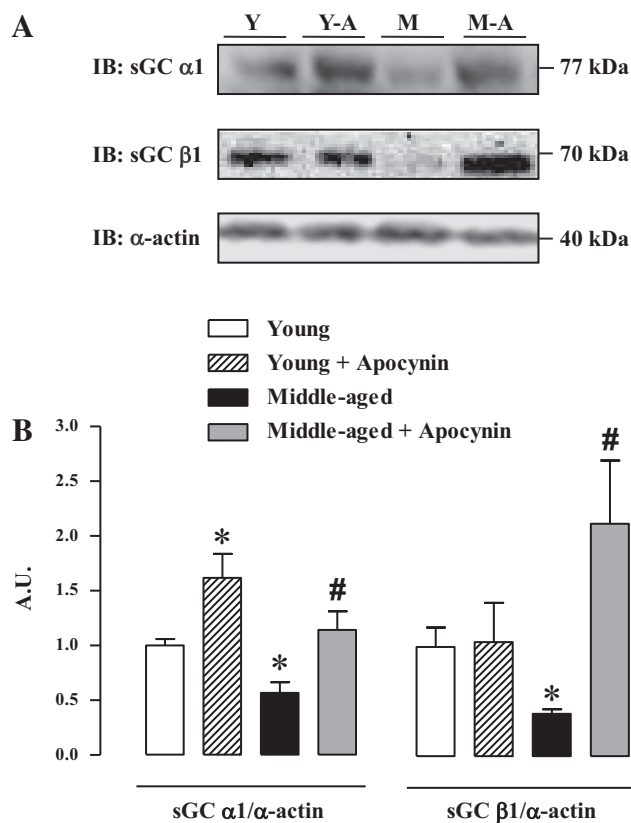 A
Y Y-A M M-A
IB: sGC α1 77 kDa
IB: sGC β1 70 kDa
IB: α-actin 40 kDa
Young
Young + Apocynin
Middle-aged
Middle-aged + Apocynin
B
A.U.
3.0
2.5
2.0
1.5
1.0
0.5
0.0
* * # * #
sGC α1/α-actin sGC β1/α-actin